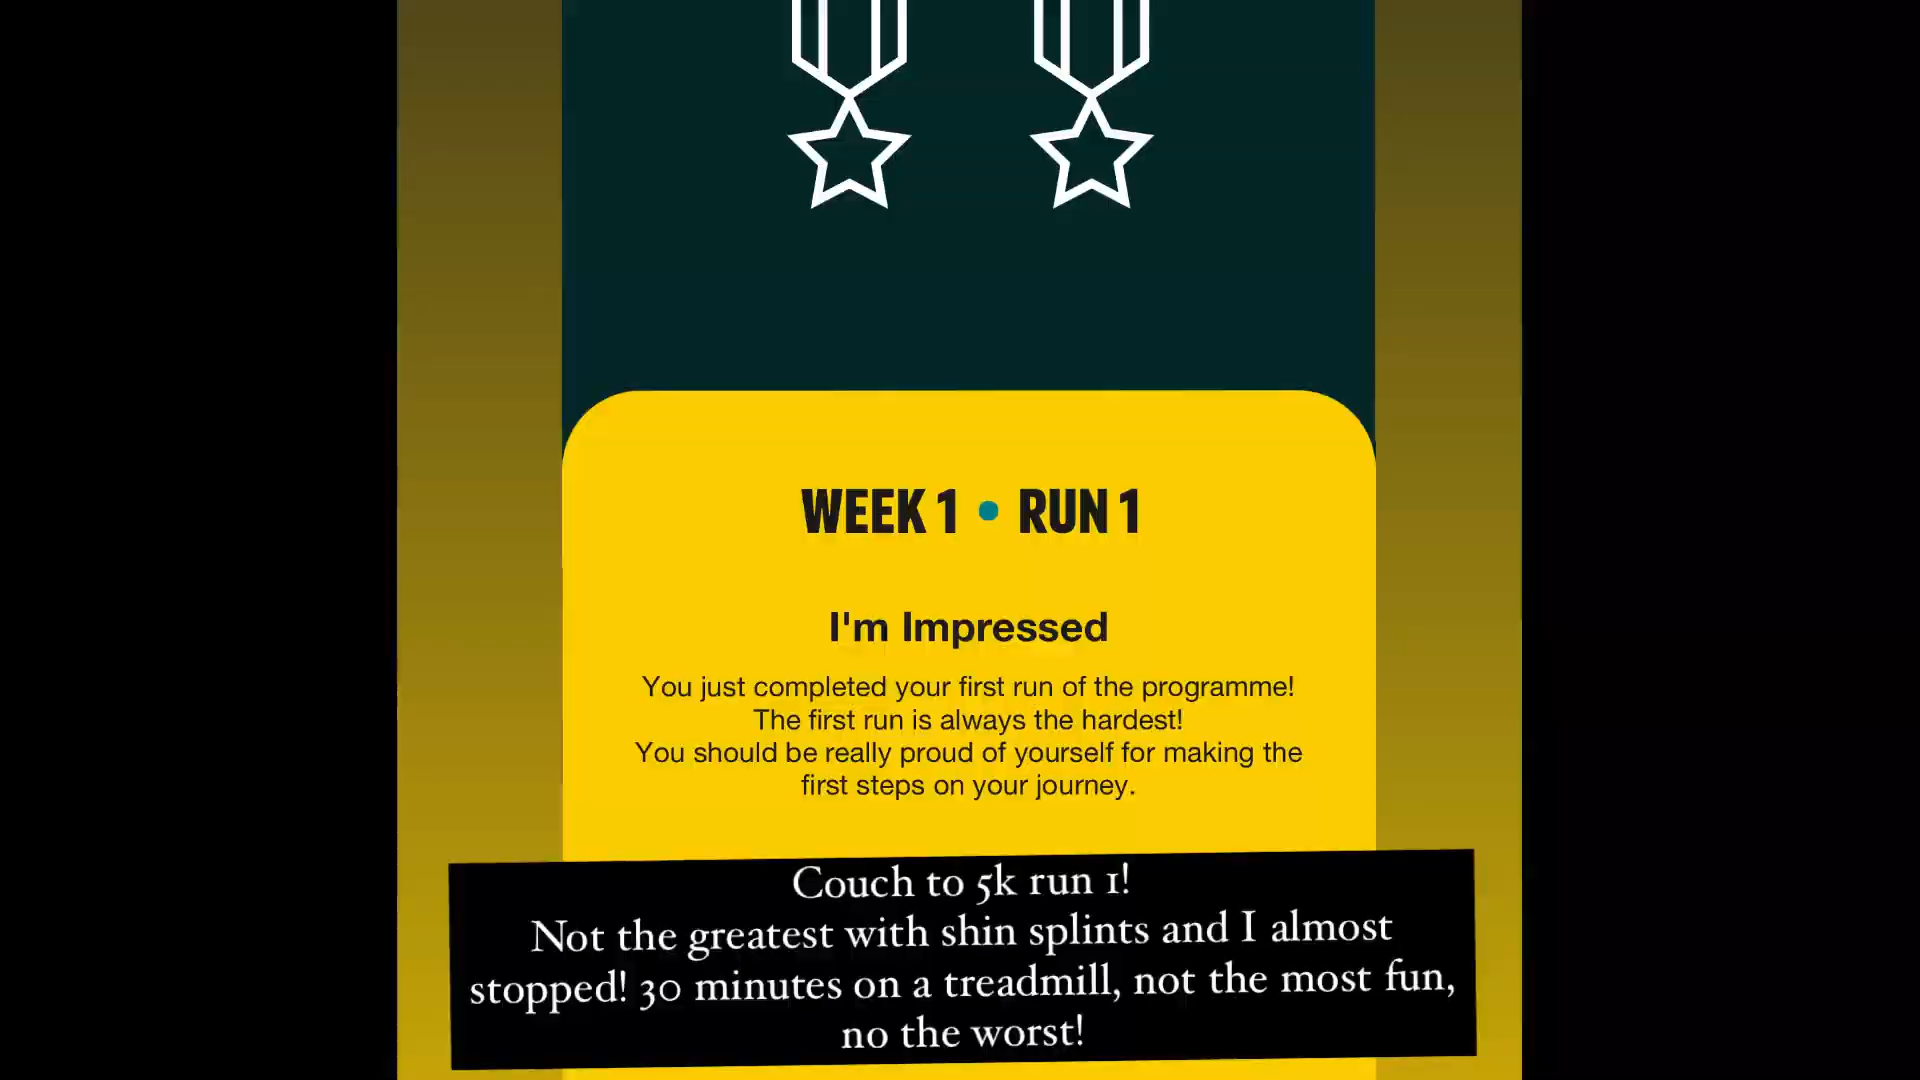 WEEK 1 • RUN 1
I'm Impressed
You just completed your first run of the programme!
The first run is always the hardest!
You should be really proud of yourself for making the
first steps on your journey.
Couch to 5k run 1!
Not the greatest with shin splints and I almost
stopped! 30 minutes on a treadmill, not the most fun,
no the worst!